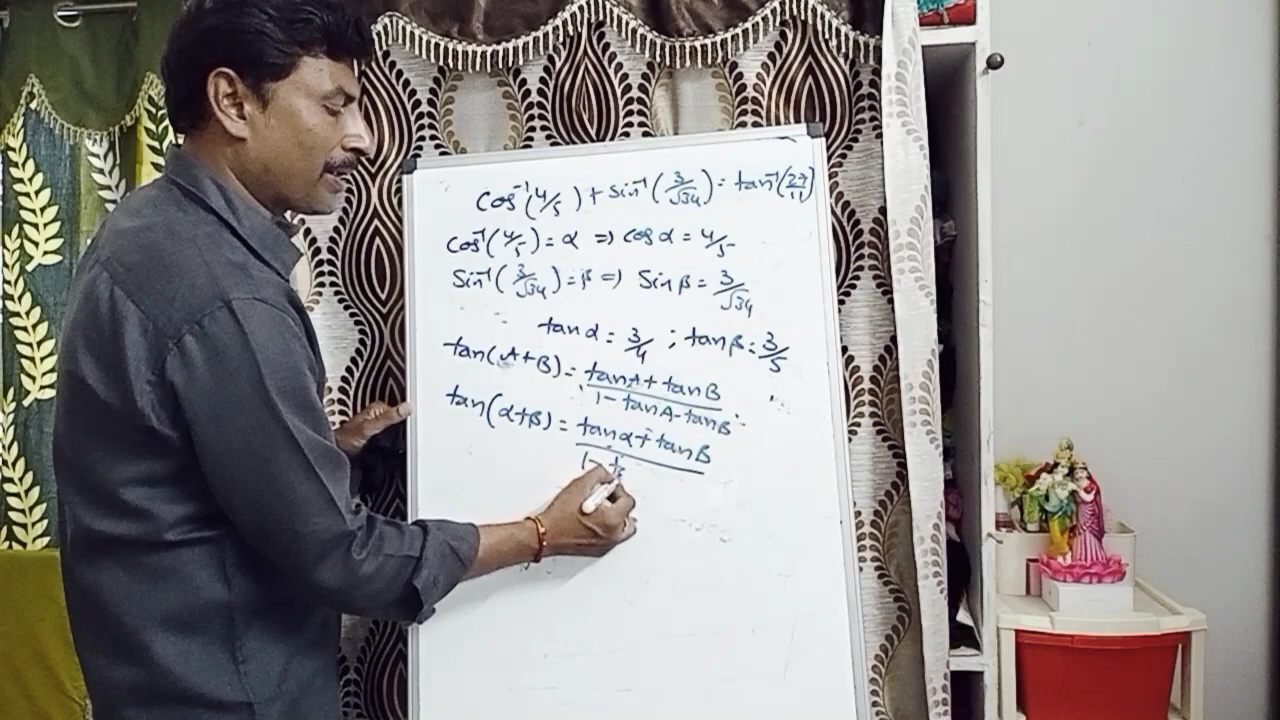 cos⁻¹(4/5) + sin⁻¹(3/√34) = tan⁻¹(27/11)
cos⁻¹(4/5) = α ⇒ cos α = 4/5
sin⁻¹(3/√34) = β ⇒ sin β = 3/√34
tan α = 3/4 ; tan β = 3/5
tan(A+B) = tanA + tanB / 1 - tanA·tanB
tan(α+β) = tanα + tanβ / 1 - t